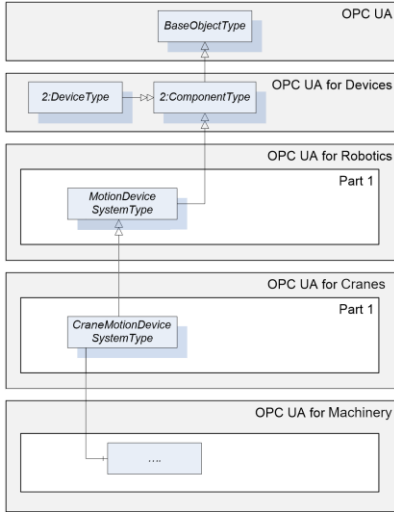 OPC UA
BaseObjectType
OPC UA for Devices
2:DeviceType
2:ComponentType
OPC UA for Robotics
Part 1
MotionDevice
SystemType
OPC UA for Cranes
Part 1
CraneMotionDevice
SystemType
OPC UA for Machinery
....